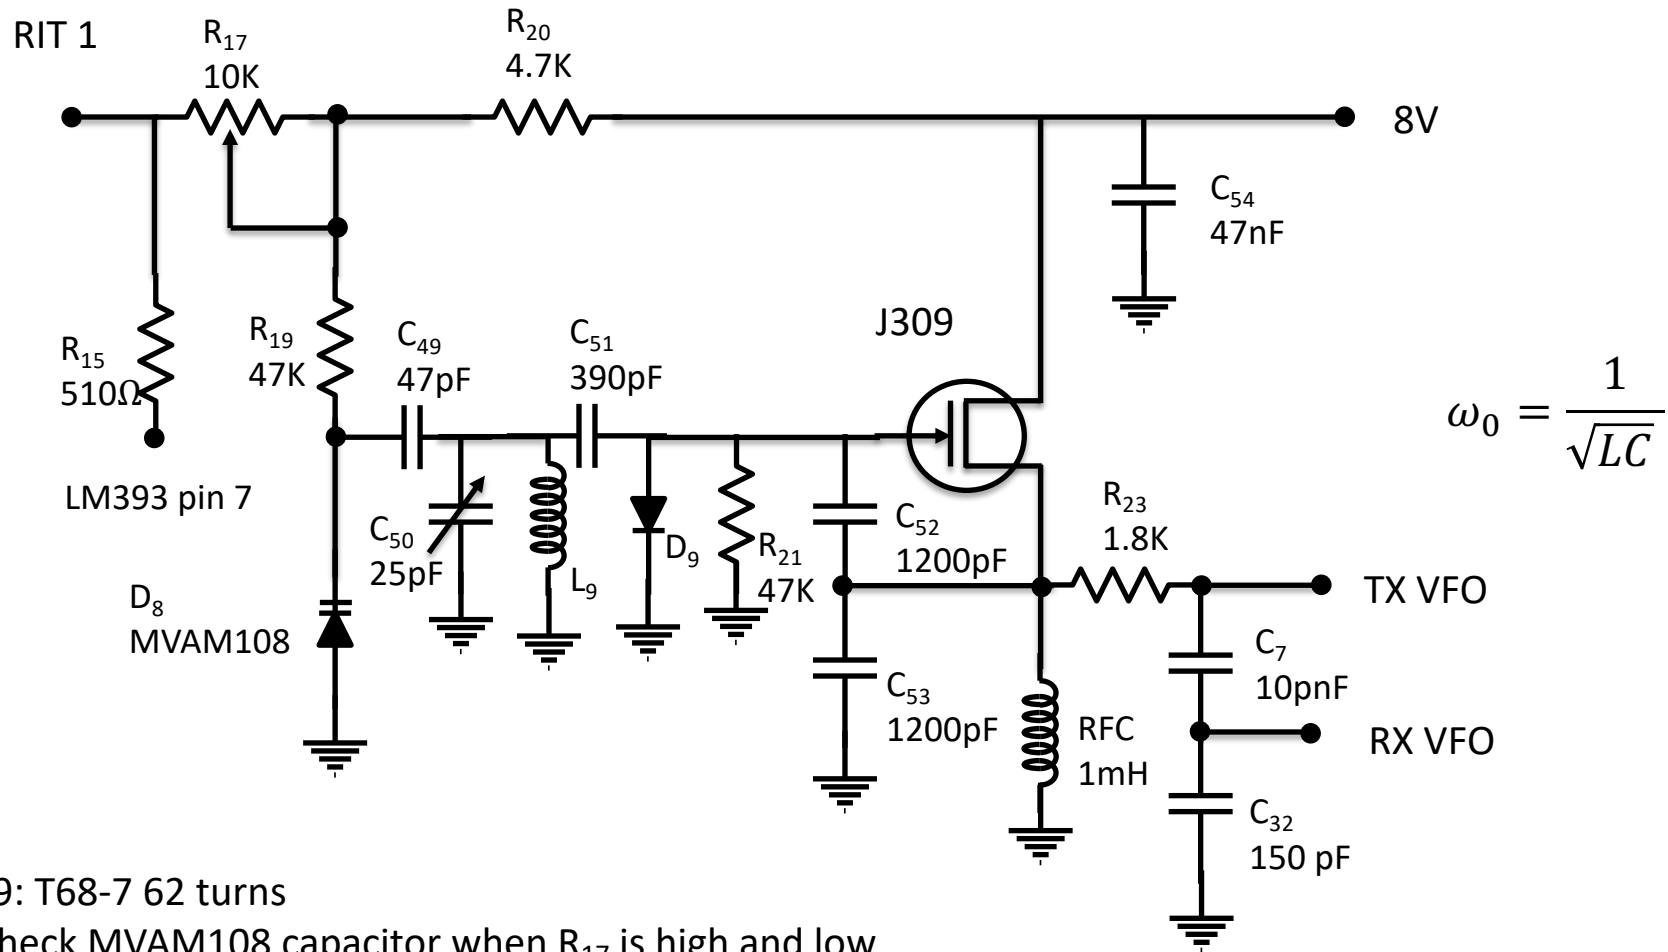 RIT 1
R17
10K
R20
4.7K
8V
C54
47nF
J309
R15
510Ω
R19
47K
C49
47pF
C51
390pF
ω0 = 1
√LC
LM393 pin 7
C50
25pF
L9
D9
R21
47K
C52
1200pF
R23
1.8K
TX VFO
D8
MVAM108
C7
10pnF
C53
1200pF
RFC
1mH
RX VFO
C32
150 pF
9: T68-7 62 turns
heck MVAM108 capacitor when R17 is high and low